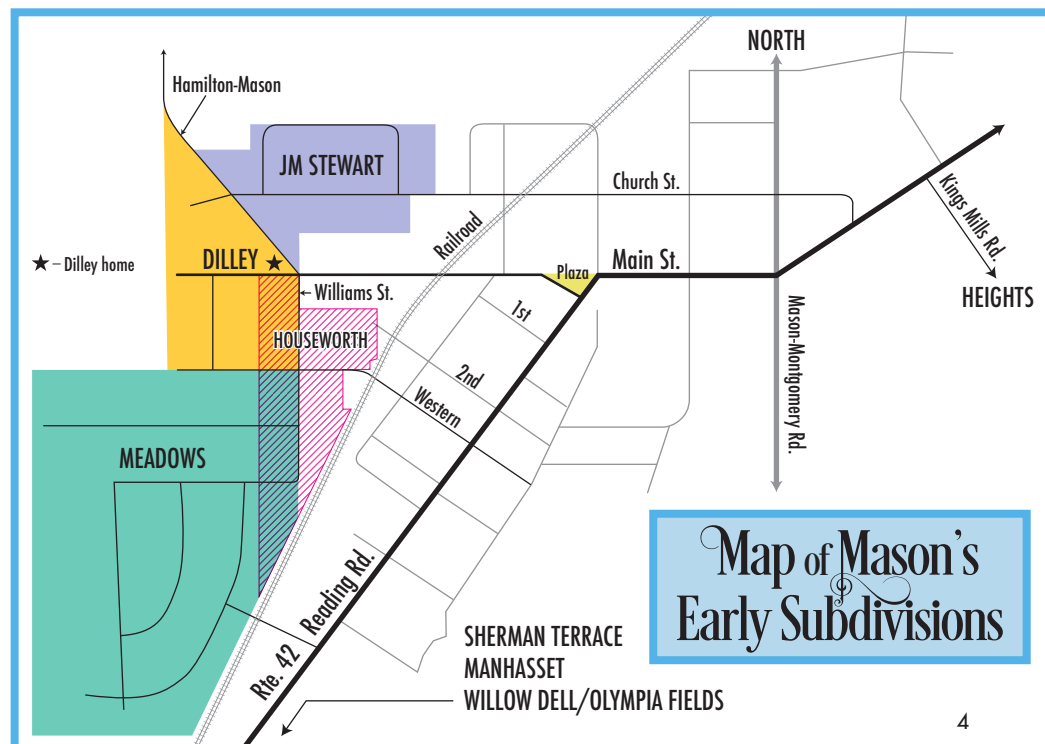 NORTH
Hamilton-Mason
JM STEWART
Church St.
Kings Mills Rd.
Railroad
★ – Dilley home
DILLEY ★
Plaza
Main St.
Williams St.
HEIGHTS
1st
HOUSEWORTH
Mason-Montgomery Rd.
2nd
Western
MEADOWS
Map of Mason's
Early Subdivisions
Rte. 42 Reading Rd.
SHERMAN TERRACE
MANHASSET
WILLOW DELL/OLYMPIA FIELDS
4